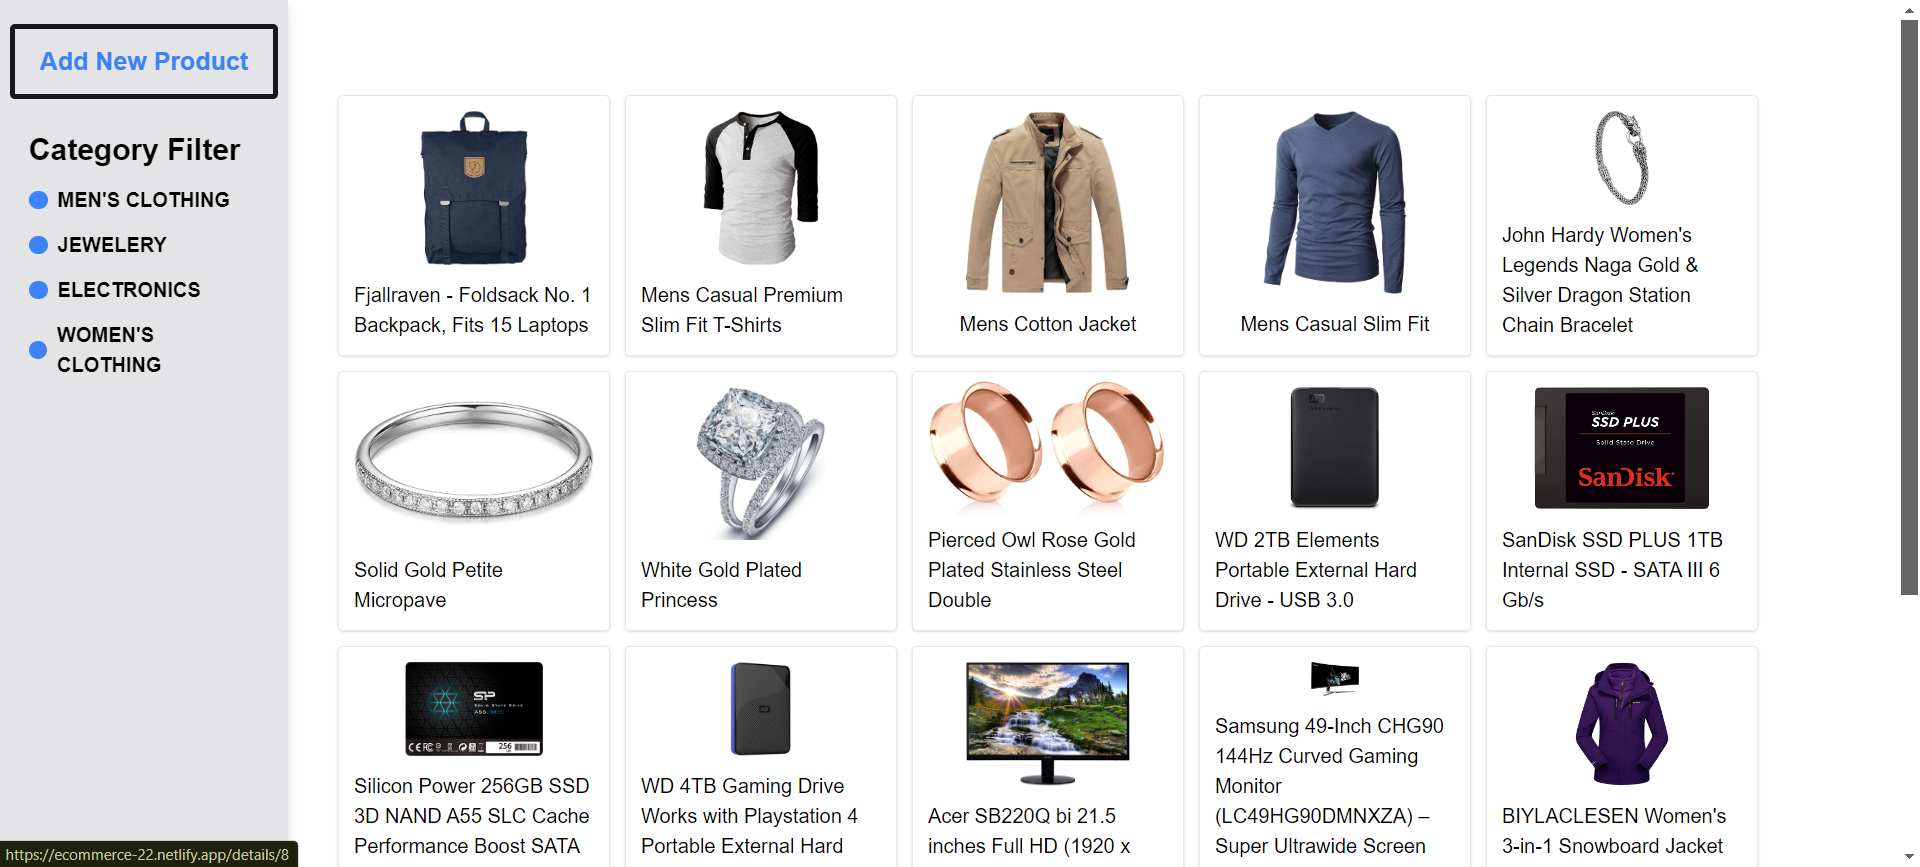 Add New Product
Category Filter
MEN'S CLOTHING
JEWELERY
ELECTRONICS
WOMEN'S
CLOTHING
Fjallraven - Foldsack No. 1
Backpack, Fits 15 Laptops
Mens Casual Premium
Slim Fit T-Shirts
Mens Cotton Jacket
Mens Casual Slim Fit
John Hardy Women's
Legends Naga Gold &
Silver Dragon Station
Chain Bracelet
Solid Gold Petite
Micropave
White Gold Plated
Princess
Pierced Owl Rose Gold
Plated Stainless Steel
Double
WD 2TB Elements
Portable External Hard
Drive - USB 3.0
SanDisk
SSD PLUS
Solid State Drive
SanDisk
SanDisk SSD PLUS 1TB
Internal SSD - SATA III 6
Gb/s
SP
SOLID STATE DRIVE
A55
256
Silicon Power 256GB SSD
3D NAND A55 SLC Cache
Performance Boost SATA
WD
WD 4TB Gaming Drive
Works with Playstation 4
Portable External Hard
Acer SB220Q bi 21.5
inches Full HD (1920 x
Samsung 49-Inch CHG90
144Hz Curved Gaming
Monitor
(LC49HG90DMNXZA) –
Super Ultrawide Screen
BIYLACLESEN Women's
3-in-1 Snowboard Jacket
https://ecommerce-22.netlify.app/details/8